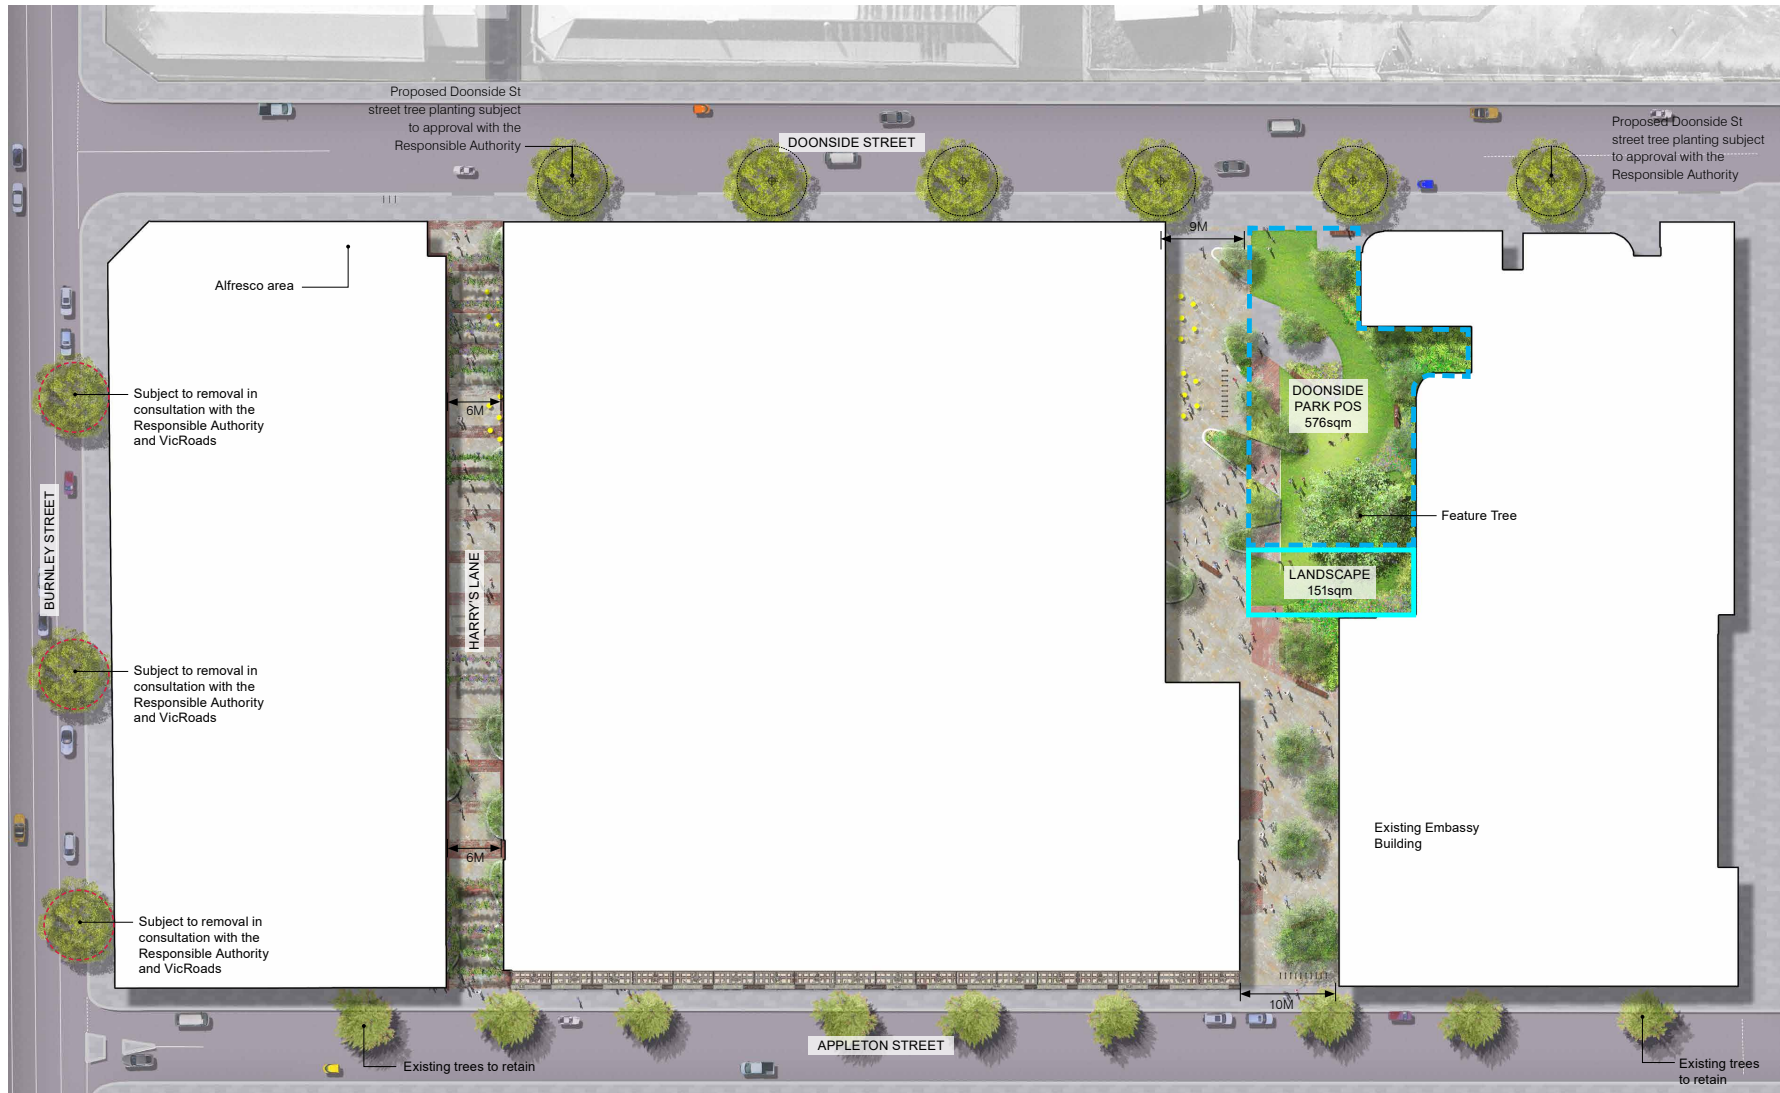 Proposed Doonside St
street tree planting subject
to approval with the
Responsible Authority
DOONSIDE STREET
Proposed Doonside St
street tree planting subject
to approval with the
Responsible Authority
9M
Alfresco area
Subject to removal in
consultation with the
Responsible Authority
and VicRoads
6M
DOONSIDE
PARK POS
576sqm
BURNLEY STREET
HARRY'S LANE
Feature Tree
LANDSCAPE
151sqm
Subject to removal in
consultation with the
Responsible Authority
and VicRoads
Existing Embassy
Building
6M
Subject to removal in
consultation with the
Responsible Authority
and VicRoads
10M
APPLETON STREET
Existing trees to retain
Existing trees
to retain